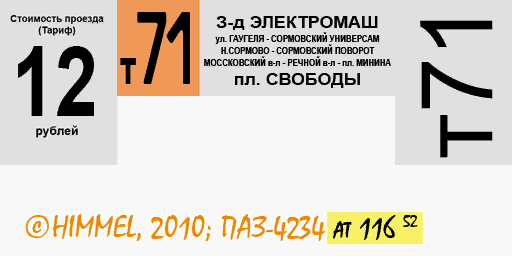 Стоимость проезда
(Тариф)
12
рублей
т71
З-д ЭЛЕКТРОМАШ
ул. ГАУГЕЛЯ - СОРМОВСКИЙ УНИВЕРСАМ
Н.СОРМОВО - СОРМОВСКИЙ ПОВОРОТ
МОССКОВСКИЙ в-л - РЕЧНОЙ в-л - пл. МИНИНА
пл. СВОБОДЫ
т71
©HIMMEL, 2010; ПАЗ-4234 АТ 116 52